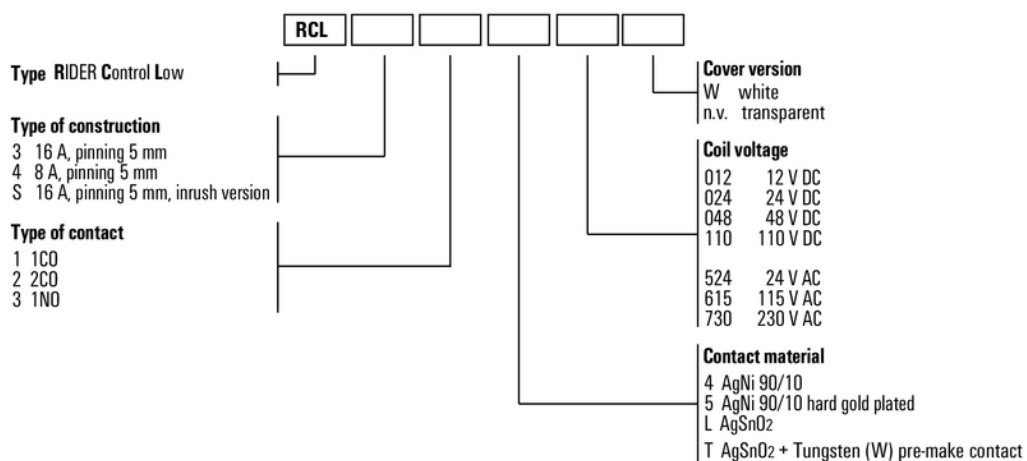 RCL
Type RIDER Control Low
Type of construction
3 16 A, pinning 5 mm
4 8 A, pinning 5 mm
S 16 A, pinning 5 mm, inrush version
Type of contact
1 1CO
2 2CO
3 1NO
Cover version
W white
n.v. transparent
Coil voltage
012 12 V DC
024 24 V DC
048 48 V DC
110 110 V DC
524 24 V AC
615 115 V AC
730 230 V AC
Contact material
4 AgNi 90/10
5 AgNi 90/10 hard gold plated
L AgSnO2
T AgSnO2 + Tungsten (W) pre-make contact